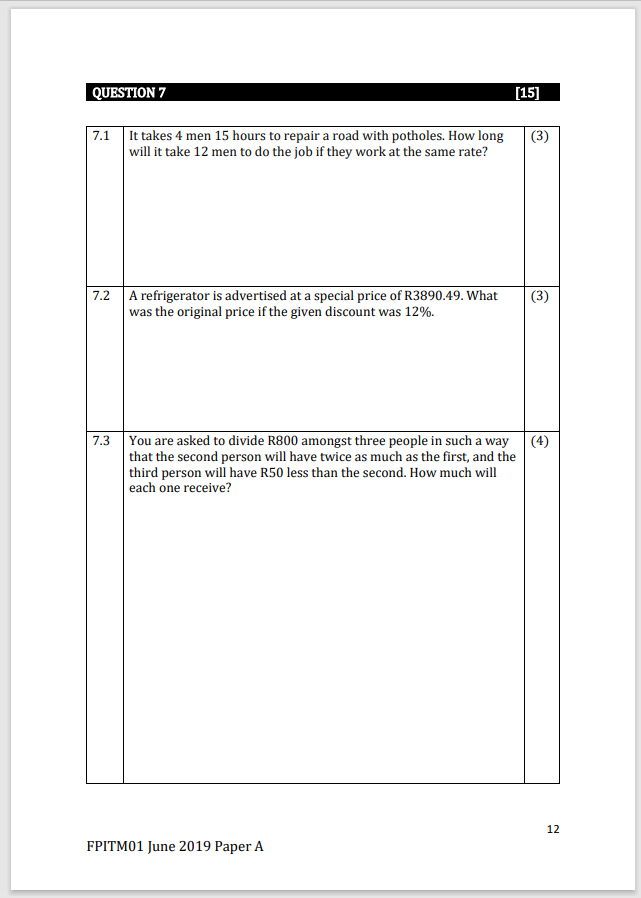 QUESTION 7 [15]
7.1 It takes 4 men 15 hours to repair a road with potholes. How long (3)
will it take 12 men to do the job if they work at the same rate?
7.2 A refrigerator is advertised at a special price of R3890.49. What (3)
was the original price if the given discount was 12%.
7.3 You are asked to divide R800 amongst three people in such a way (4)
that the second person will have twice as much as the first, and the
third person will have R50 less than the second. How much will
each one receive?
12
FPITM01 June 2019 Paper A